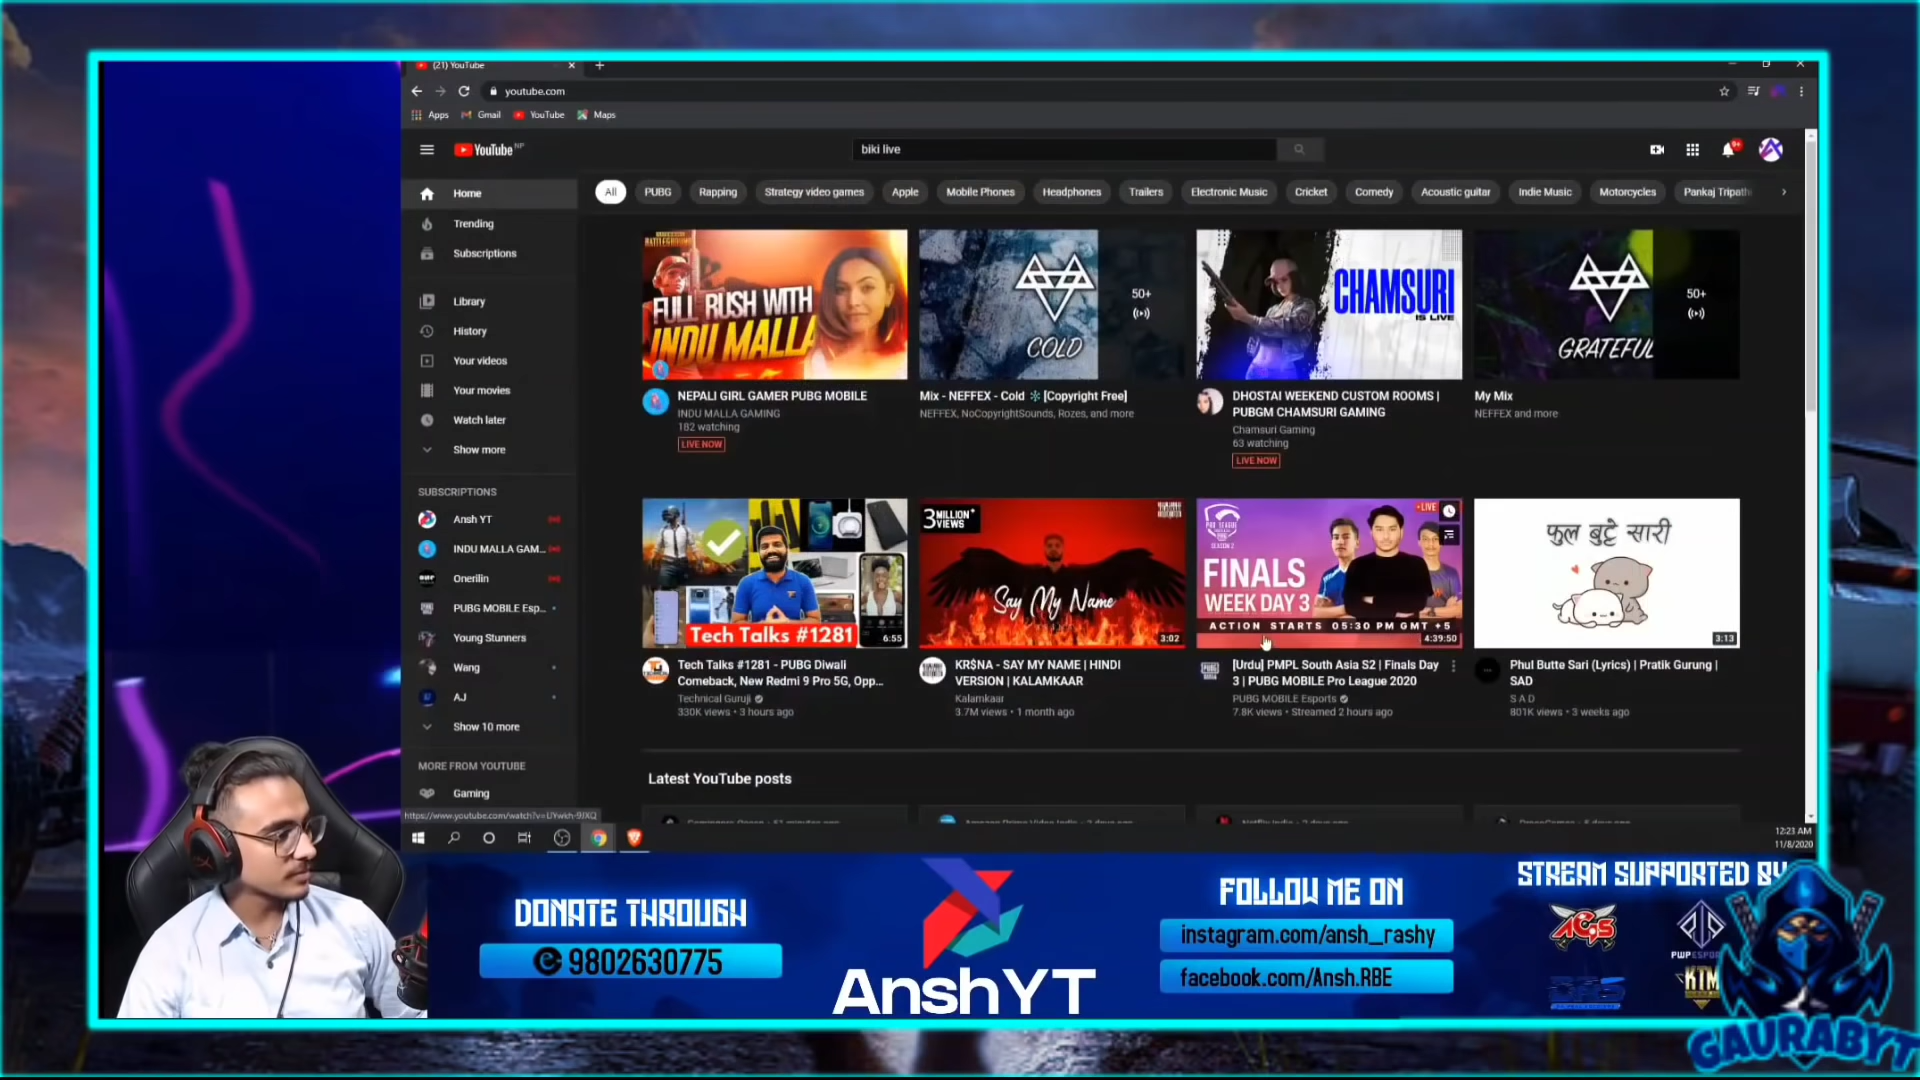 (21) YouTube
youtube.com
Apps
Gmail
YouTube
Maps
YouTube NP
biki live
9+
Home
Trending
Subscriptions
Library
History
Your videos
Your movies
Watch later
Show more
SUBSCRIPTIONS
Ansh YT
INDU MALLA GAM...
Onerilin
PUBG MOBILE Esp...
Young Stunners
Wang
AJ
Show 10 more
MORE FROM YOUTUBE
Gaming
All
PUBG
Rapping
Strategy video games
Apple
Mobile Phones
Headphones
Trailers
Electronic Music
Cricket
Comedy
Acoustic guitar
Indie Music
Motorcycles
Pankaj Tripathi
FULL RUSH WITH
INDU MALLA
NEPALI GIRL GAMER PUBG MOBILE
INDU MALLA GAMING
182 watching
LIVE NOW
COLD
50+
Mix - NEFFEX - Cold ❄ [Copyright Free]
NEFFEX, NoCopyrightSounds, Rozes, and more
CHAMSURI
IS LIVE
DHOSTAI WEEKEND CUSTOM ROOMS |
PUBGM CHAMSURI GAMING
Chamsuri Gaming
63 watching
LIVE NOW
GRATEFUL
50+
My Mix
NEFFEX and more
Tech Talks #1281
6:55
Tech Talks #1281 - PUBG Diwali
Comeback, New Redmi 9 Pro 5G, Opp...
Technical Guruji
330K views • 3 hours ago
3 MILLION+
VIEWS
Say My Name
3:02
KR$NA - SAY MY NAME | HINDI
VERSION | KALAMKAAR
Kalamkaar
3.7M views • 1 month ago
LIVE
FINALS
WEEK DAY 3
ACTION STARTS 05:30 PM GMT +5
4:39:50
[Urdu] PMPL South Asia S2 | Finals Day
3 | PUBG MOBILE Pro League 2020
PUBG MOBILE Esports
7.8K views • Streamed 2 hours ago
फुल बुट्टे सारी
3:13
Phul Butte Sari (Lyrics) | Pratik Gurung |
SAD
S A D
801K views • 3 weeks ago
Latest YouTube posts
12:23 AM
11/8/2020
DONATE THROUGH
9802630775
AnshYT
FOLLOW ME ON
instagram.com/ansh_rashy
facebook.com/Ansh.RBE
STREAM SUPPORTED BY
KTM
GAURABYT